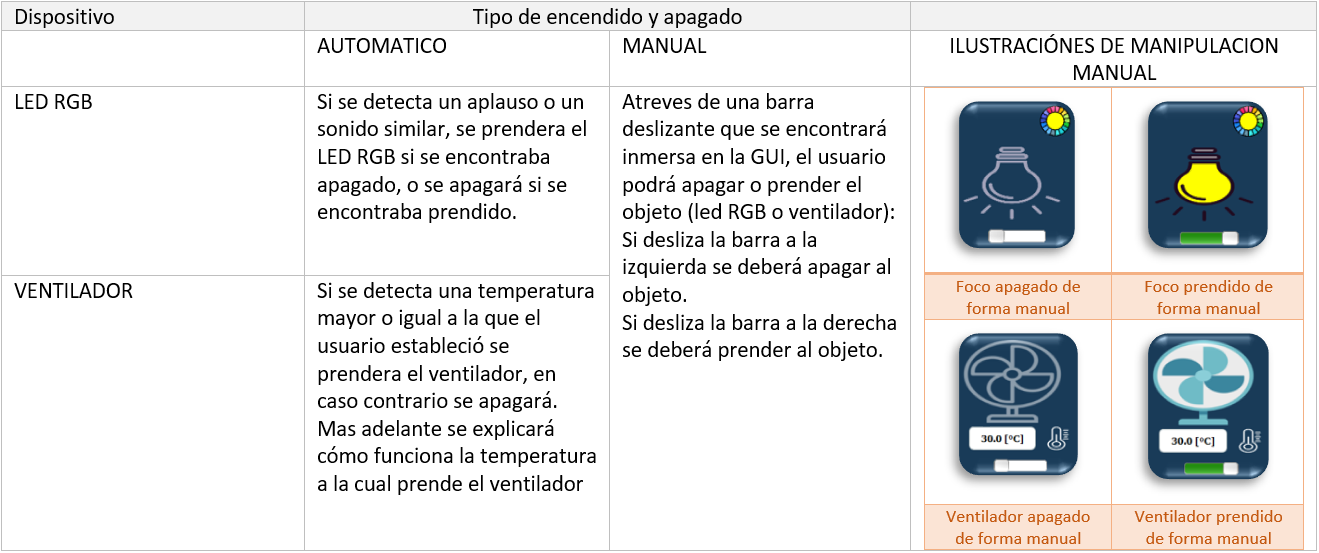 Dispositivo
Tipo de encendido y apagado
AUTOMATICO
MANUAL
ILUSTRACIÓNES DE MANIPULACION
MANUAL
LED RGB
Si se detecta un aplauso o un
sonido similar, se prendera el
LED RGB si se encontraba
apagado, o se apagará si se
encontraba prendido.
Atreves de una barra
deslizante que se encontrará
inmersa en la GUI, el usuario
podrá apagar o prender el
objeto (led RGB o ventilador):
Si desliza la barra a la
izquierda se deberá apagar al
objeto.
Si desliza la barra a la derecha
se deberá prender al objeto.
Foco apagado de
forma manual
Foco prendido de
forma manual
VENTILADOR
Si se detecta una temperatura
mayor o igual a la que el
usuario estableció se
prendera el ventilador, en
caso contrario se apagará.
Mas adelante se explicará
cómo funciona la temperatura
a la cual prende el ventilador
30.0 [°C]
30.0 [°C]
Ventilador apagado
de forma manual
Ventilador prendido
de forma manual